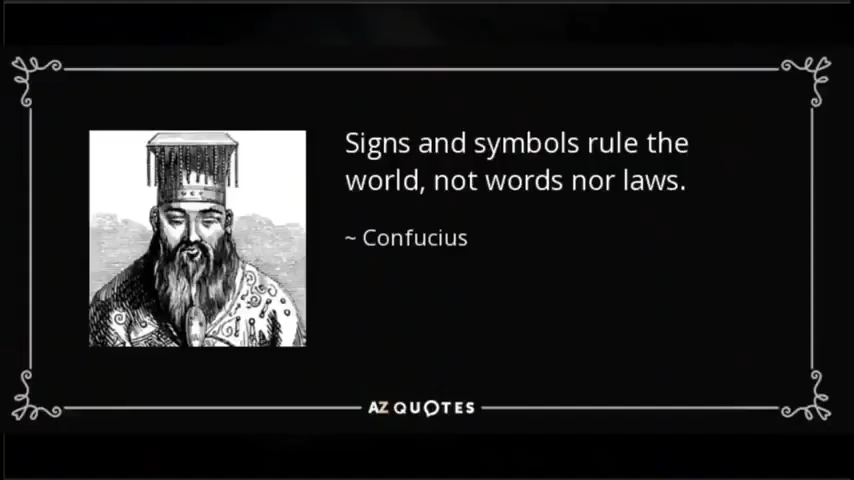 Signs and symbols rule the
world, not words nor laws.
~ Confucius
AZ QUOTES